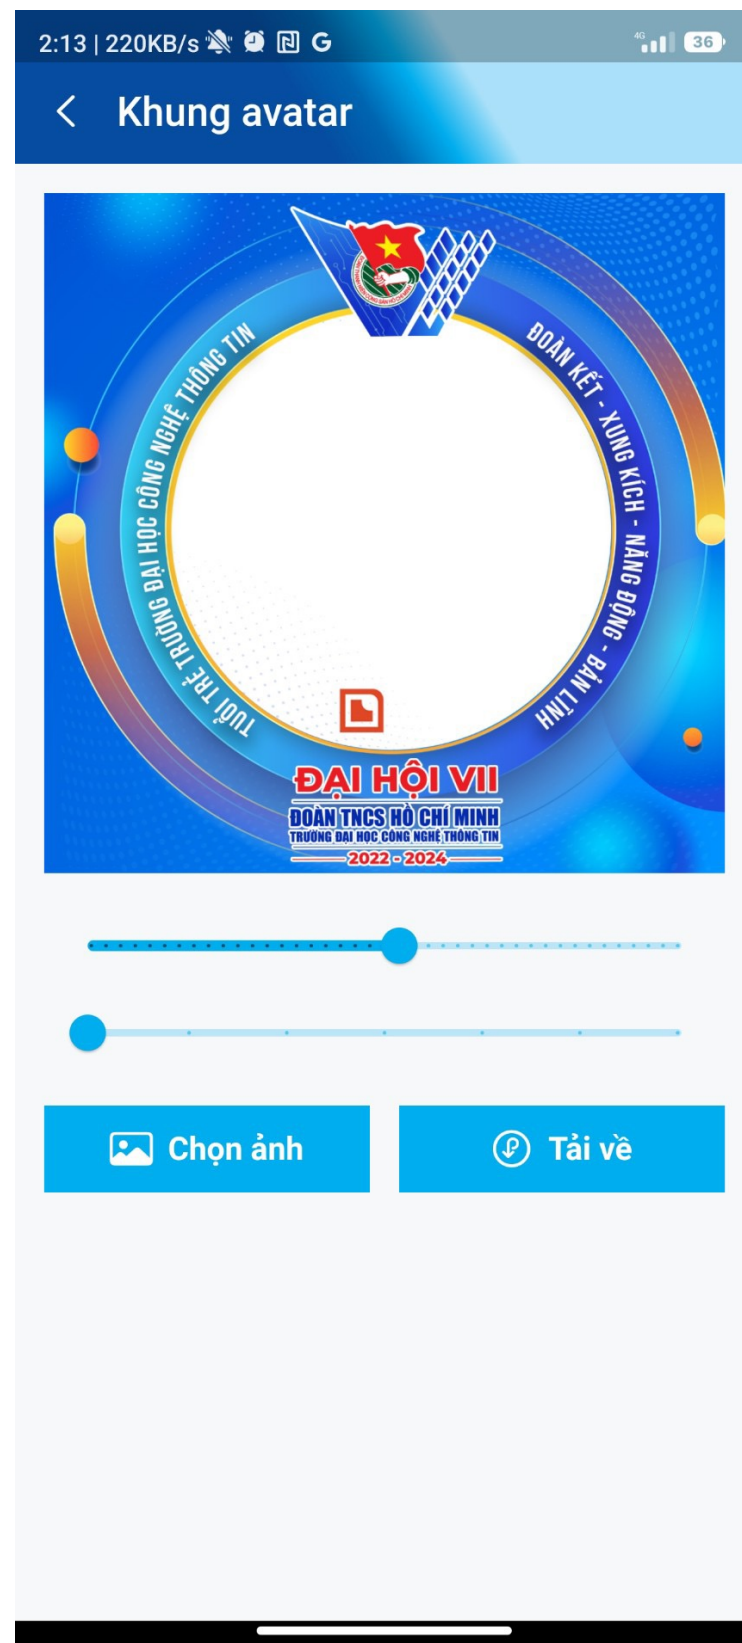 2:13 | 220KB/s
G
4G
36
Khung avatar
TUỔI TRẺ TRƯỜNG ĐẠI HỌC CÔNG NGHỆ THÔNG TIN
ĐOÀN KẾT - XUNG KÍCH - NĂNG ĐỘNG - BẢN LĨNH
ĐẠI HỘI VII
ĐOÀN TNCS HỒ CHÍ MINH
TRƯỜNG ĐẠI HỌC CÔNG NGHỆ THÔNG TIN
2022 - 2024
Chọn ảnh
Tải về